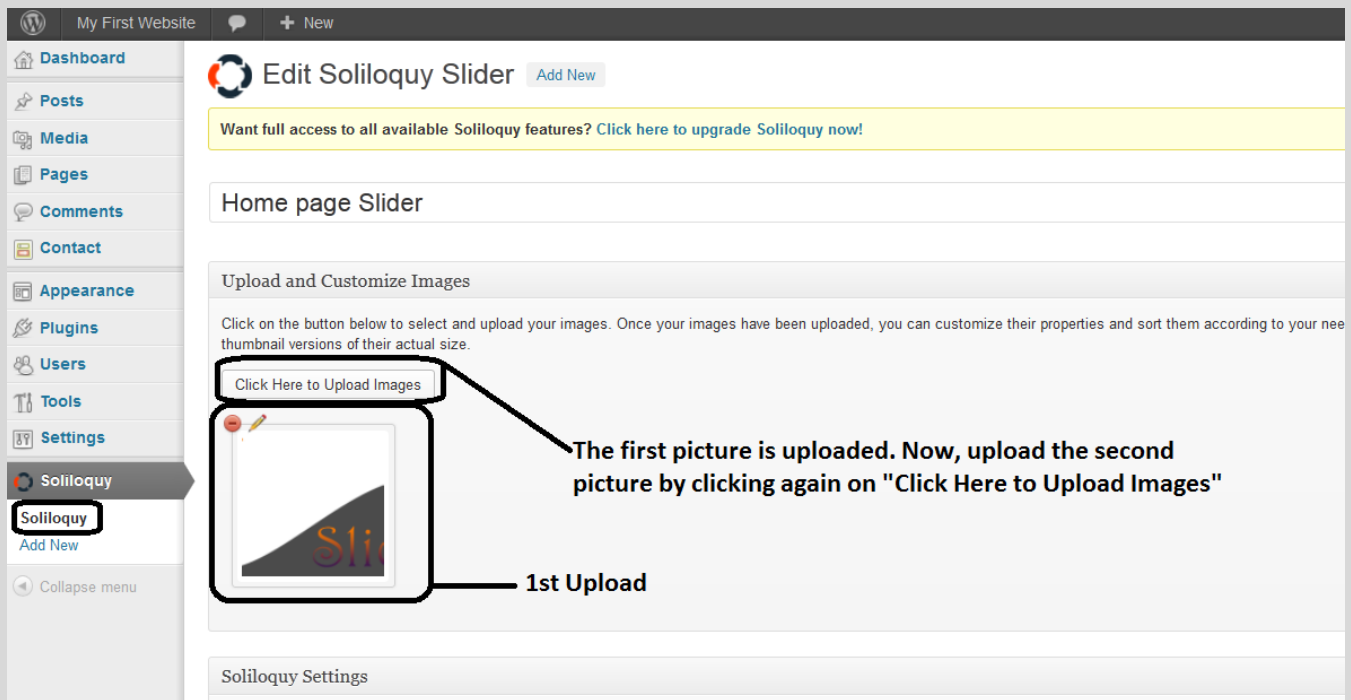 My First Website
+ New
Dashboard
Posts
Media
Pages
Comments
Contact
Appearance
Plugins
Users
Tools
Settings
Soliloquy
Soliloquy
Add New
Collapse menu
Edit Soliloquy Slider
Add New
Want full access to all available Soliloquy features? Click here to upgrade Soliloquy now!
Home page Slider
Upload and Customize Images
Click on the button below to select and upload your images. Once your images have been uploaded, you can customize their properties and sort them according to your nee
thumbnail versions of their actual size.
Click Here to Upload Images
The first picture is uploaded. Now, upload the second
picture by clicking again on "Click Here to Upload Images"
Slid
1st Upload
Soliloquy Settings